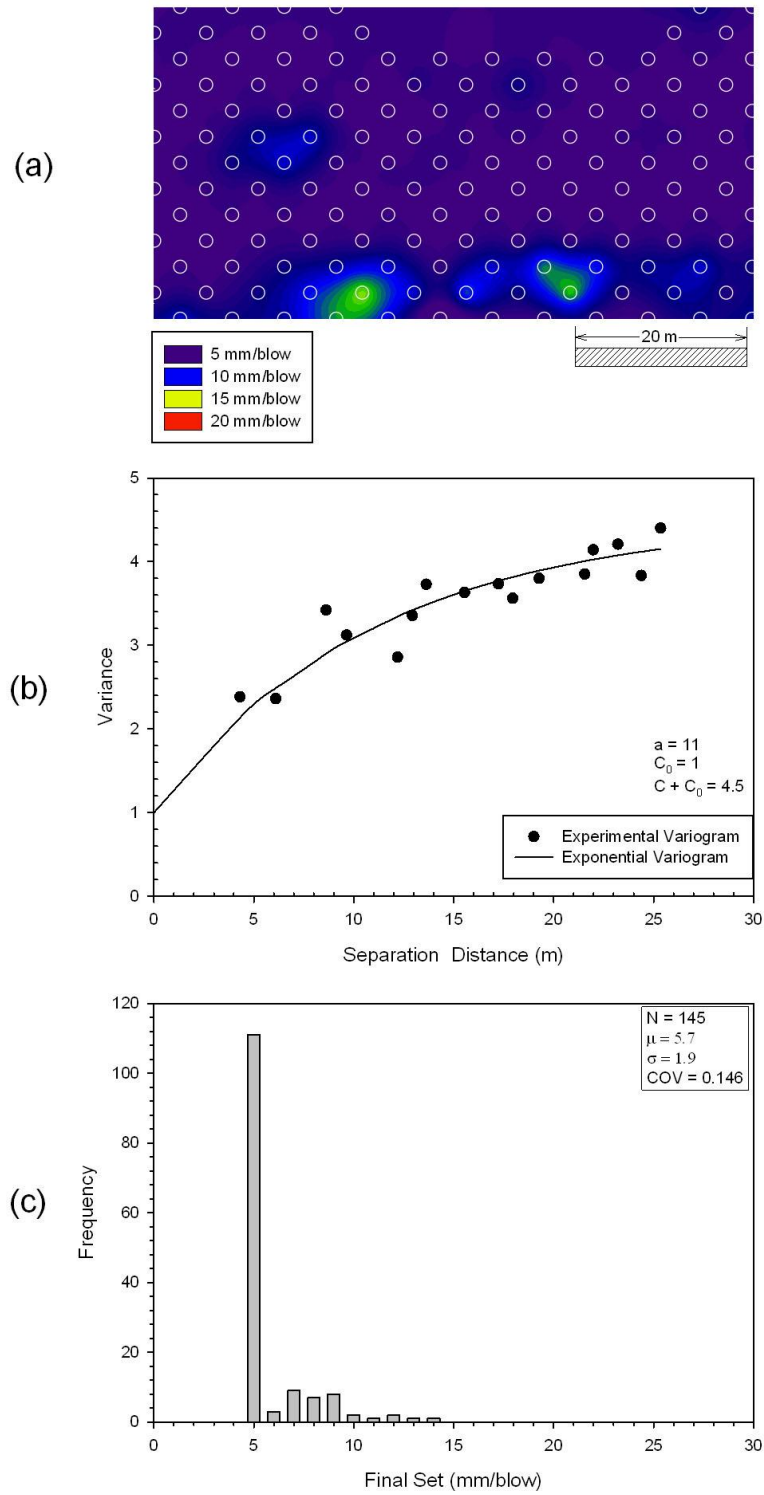 (a)
20 m
5 mm/blow
10 mm/blow
15 mm/blow
20 mm/blow
(b)
Variance
5
4
3
2
1
0
a = 11
C0 = 1
C + C0 = 4.5
Experimental Variogram
Exponential Variogram
0 5 10 15 20 25 30
Separation Distance (m)
(c)
Frequency
120
100
80
60
40
20
0
N = 145
μ = 5.7
σ = 1.9
COV = 0.146
0 5 10 15 20 25 30
Final Set (mm/blow)